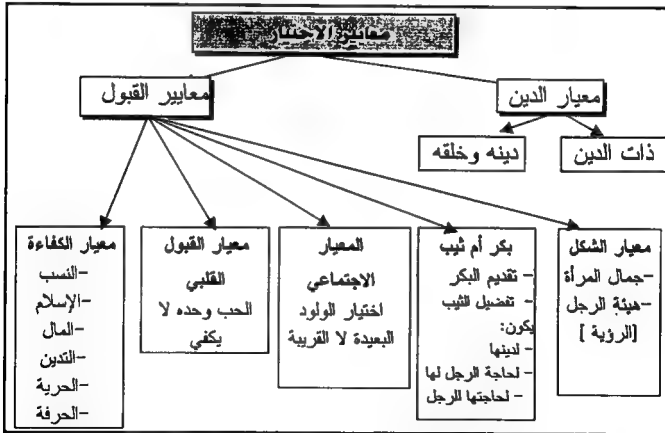 معايير الاختيار
معيار الدين
معايير القبول
ذات الدين
دينه وخلقه
معيار الشكل
-جمال المرأة
-هيئة الرجل
[الرؤية ]
بكر أم ثيب
- تقديم البكر
- تفضيل الثيب
يكون:
- لدينها
- لحاجة الرجل لها
- لحاجتها للرجل
المعيار
الاجتماعي
اختيار الولود
البعيدة لا القريبة
معيار القبول
القلبي
الحب وحده لا
يكفي
معيار الكفاءة
-النسب
-الإسلام
-المال
-التدين
-الحرية
-الحرفة